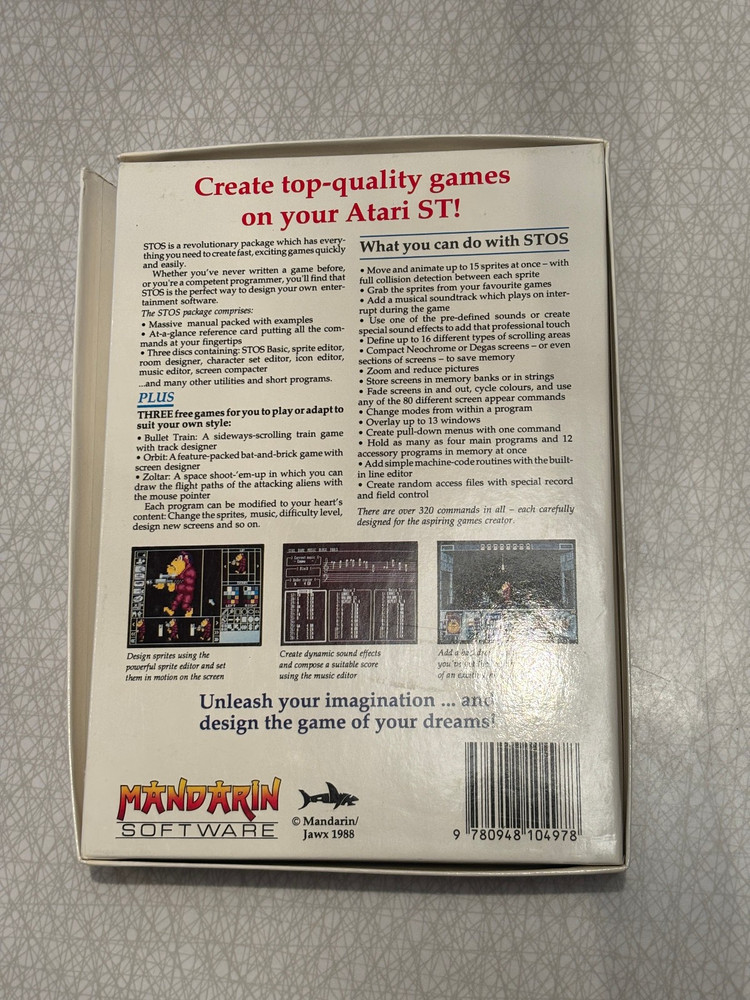 Create top-quality games
on your Atari ST!
STOS is a revolutionary package which has every-
thing you need to create fast, exciting games quickly
and easily.
Whether you've never written a game before,
or you're a competent programmer, you'll find that
STOS is the perfect way to design your own enter-
tainment software.
The STOS package comprises:
• Massive manual packed with examples
• At-a-glance reference card putting all the com-
mands at your fingertips
• Three discs containing: STOS Basic, sprite editor,
room designer, character set editor, icon editor,
music editor, screen compacter
...and many other utilities and short programs.
PLUS
THREE free games for you to play or adapt to
suit your own style:
• Bullet Train: A sideways-scrolling train game
with track designer
• Orbit: A feature-packed bat-and-brick game with
screen designer
• Zoltar: A space shoot-'em-up in which you can
draw the flight paths of the attacking aliens with
the mouse pointer
Each program can be modified to your heart's
content: Change the sprites, music, difficulty level,
design new screens and so on.
What you can do with STOS
• Move and animate up to 15 sprites at once – with
full collision detection between each sprite
• Grab the sprites from your favourite games
• Add a musical soundtrack which plays on inter-
rupt during the game
• Use one of the pre-defined sounds or create
special sound effects to add that professional touch
• Define up to 16 different types of scrolling areas
• Compact Neochrome or Degas screens – or even
sections of screens – to save memory
• Zoom and reduce pictures
• Store screens in memory banks or in strings
• Fade screens in and out, cycle colours, and use
any of the 80 different screen appear commands
• Change modes from within a program
• Overlay up to 13 windows
• Create pull-down menus with one command
• Hold as many as four main programs and 12
accessory programs in memory at once
• Add simple machine-code routines with the built-
in line editor
• Create random access files with special record
and field control
There are over 320 commands in all – each carefully
designed for the aspiring games creator.
Design sprites using the
powerful sprite editor and set
them in motion on the screen
Create dynamic sound effects
and compose a suitable score
using the music editor
Add a
of an
Unleash your imagination ... and
design the game of your dreams!
MANDARIN
SOFTWARE
JAWX
© Mandarin/
Jawx 1988
9 780948 104978